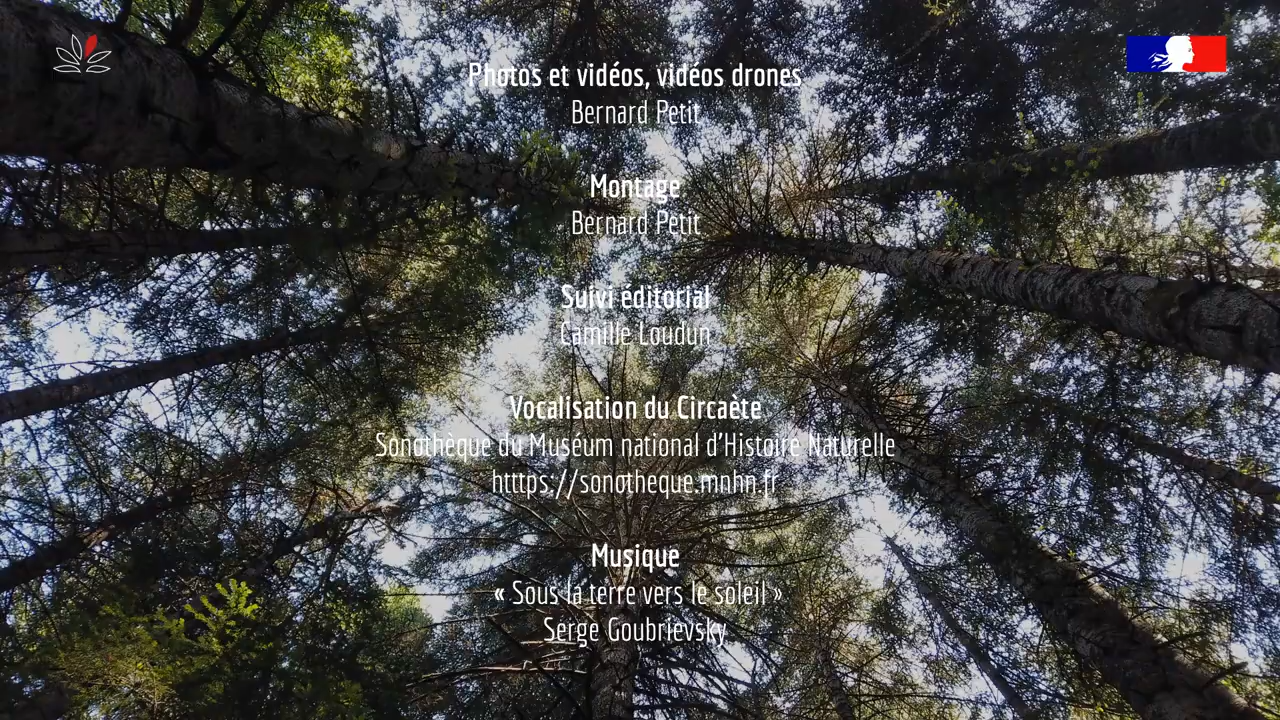 Photos et vidéos, vidéos drones
Bernard Petit
Montage
Bernard Petit
Suivi editorial
Camille Loudun
Vocalisation du Circaète
Sonothèque du Muséum national d'Histoire Naturelle
htttps://sonotheque.mnhn.fr
Musique
« Sous la terre vers le soleil »
Serge Goubrievsky